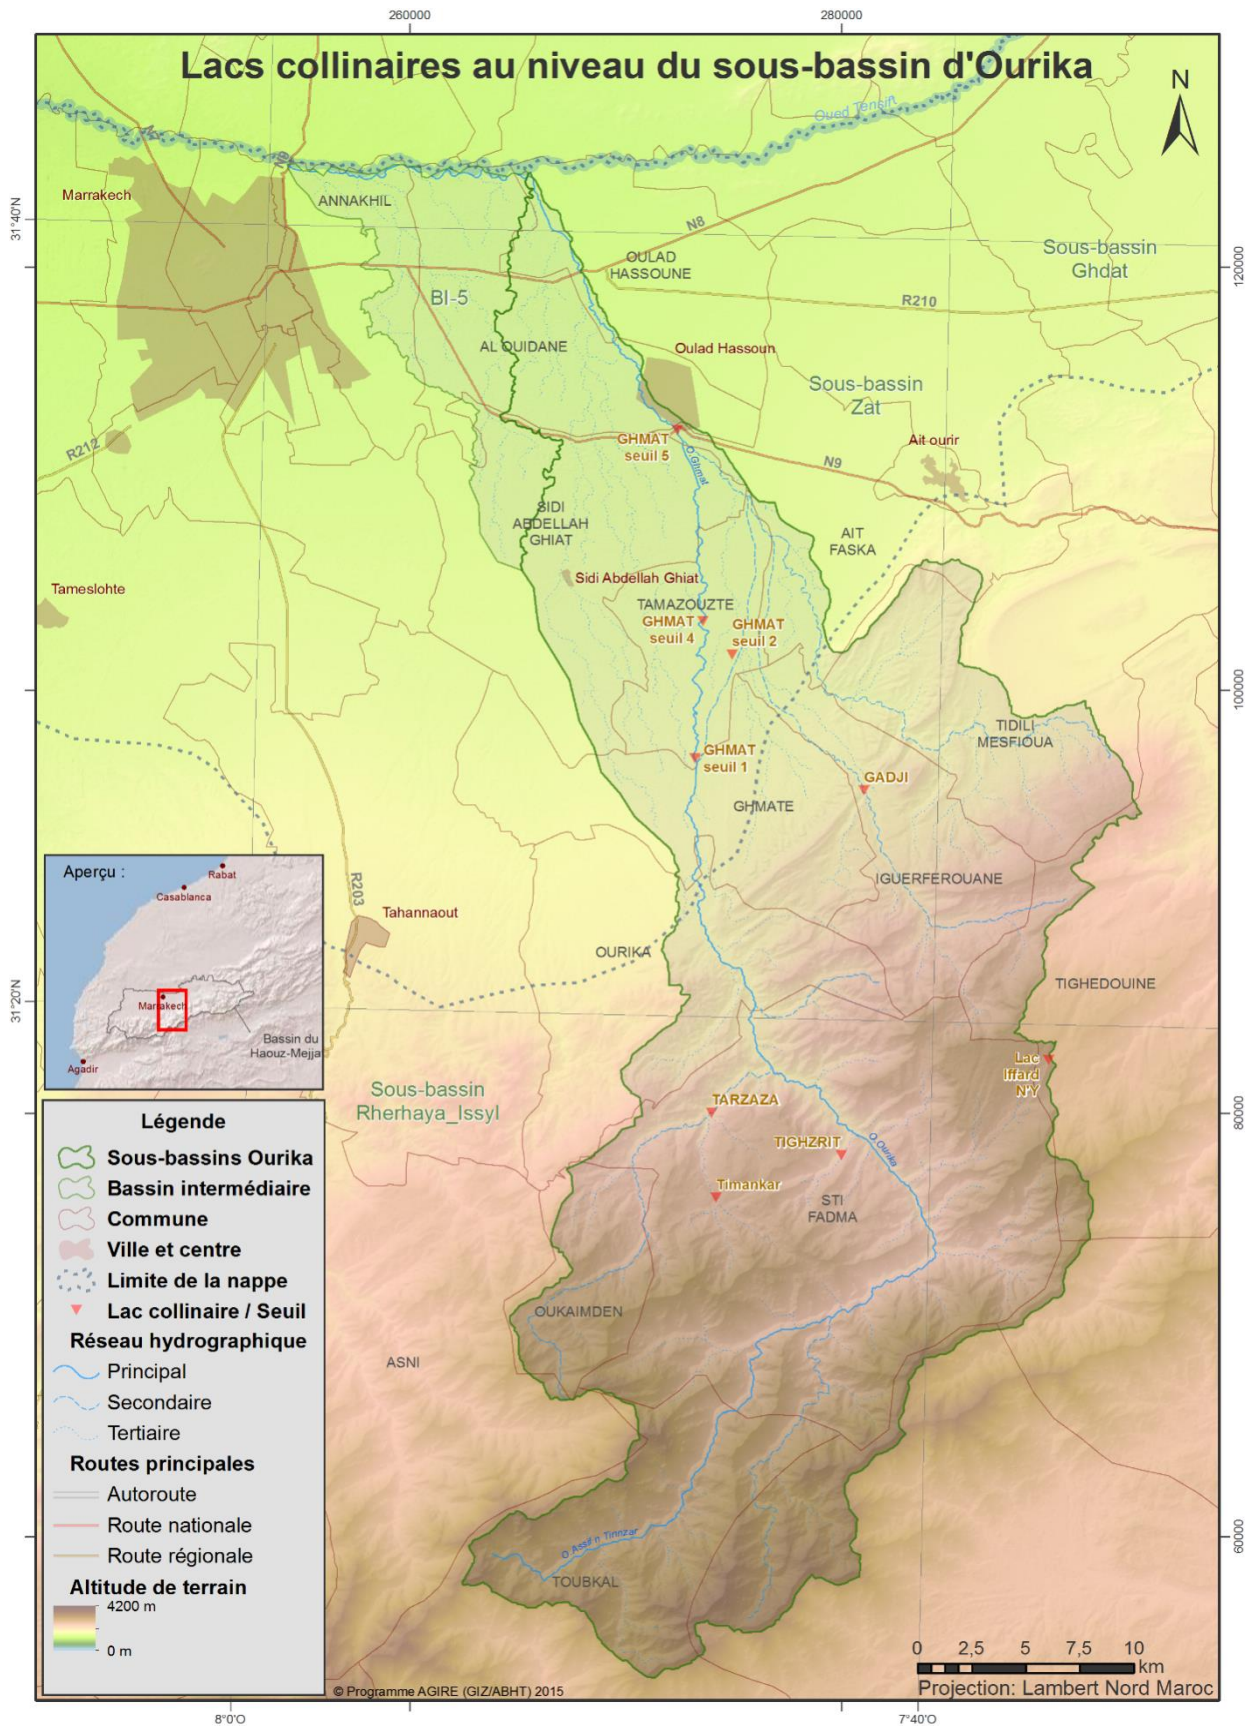 260000
280000
Lacs collinaires au niveau du sous-bassin d'Ourika
N
Oued Tensift
N9
Marrakech
ANNAKHIL
31°40'N
N8
OULAD
HASSOUNE
Sous-bassin
Ghdat
120000
BI-5
R210
AL OUIDANE
Oulad Hassoun
Sous-bassin
Zat
R212
GHMAT
seuil 5
O Ghmat
Ait ourir
N9
SIDI
ABDELLAH
GHIAT
AIT
FASKA
Tameslohte
Sidi Abdellah Ghiat
TAMAZOUZTE
GHMAT
seuil 4
GHMAT
seuil 2
100000
TIDILI
MESFIOUA
GHMAT
seuil 1
GADJI
GHMATE
Aperçu :
Rabat
Casablanca
R203
IGUERFEROUANE
Tahannaout
OURIKA
TIGHEDOUINE
31°20'N
Marrakech
Bassin du
Haouz-Mejja
Agadir
Lac
Iffard
N'Y
Sous-bassin
Rherhaya_Issyl
TARZAZA
80000
TIGHZRIT
O Ourika
Timankar
STI
FADMA
OUKAIMDEN
ASNI
60000
O Assif n Tirinzar
TOUBKAL
Légende
Sous-bassins Ourika
Bassin intermédiaire
Commune
Ville et centre
Limite de la nappe
Lac collinaire / Seuil
Réseau hydrographique
Principal
Secondaire
Tertiaire
Routes principales
Autoroute
Route nationale
Route régionale
Altitude de terrain
4200 m
0 m
© Programme AGIRE (GIZ/ABHT) 2015
0 2,5 5 7,5 10
km
Projection: Lambert Nord Maroc
8°0'O
7°40'O